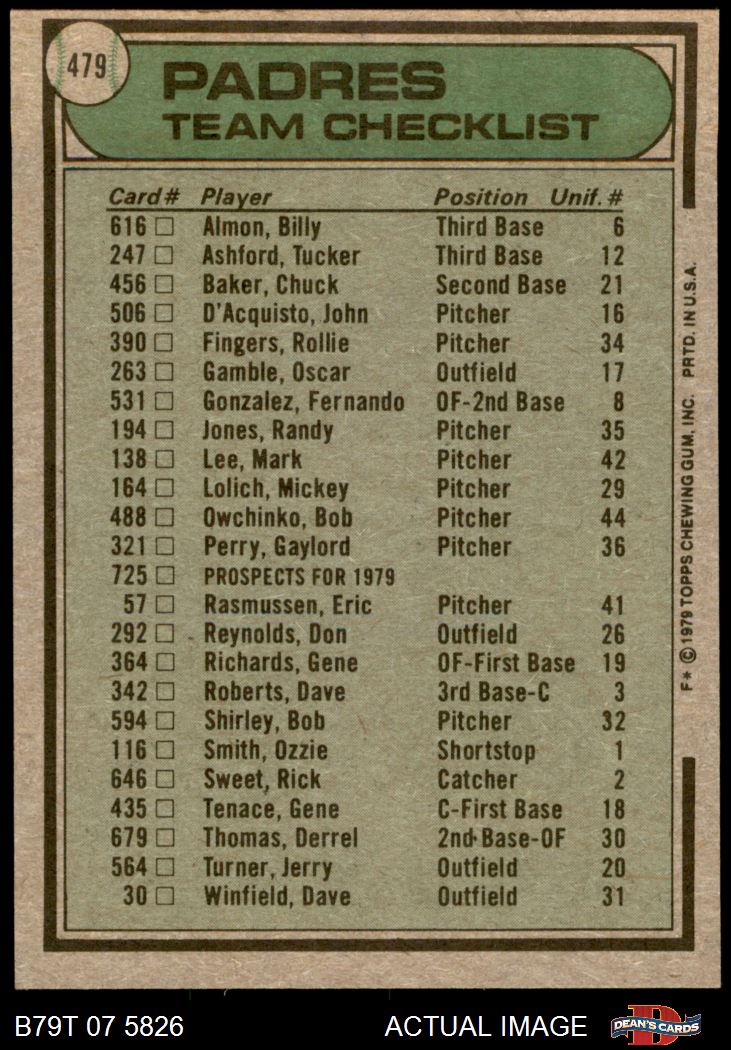 479
PADRES
TEAM CHECKLIST
Card# Player Position Unif. #
616 Almon, Billy Third Base 6
247 Ashford, Tucker Third Base 12
456 Baker, Chuck Second Base 21
506 D'Acquisto, John Pitcher 16
390 Fingers, Rollie Pitcher 34
263 Gamble, Oscar Outfield 17
531 Gonzalez, Fernando OF-2nd Base 8
194 Jones, Randy Pitcher 35
138 Lee, Mark Pitcher 42
164 Lolich, Mickey Pitcher 29
488 Owchinko, Bob Pitcher 44
321 Perry, Gaylord Pitcher 36
725 PROSPECTS FOR 1979
57 Rasmussen, Eric Pitcher 41
292 Reynolds, Don Outfield 26
364 Richards, Gene OF-First Base 19
342 Roberts, Dave 3rd Base-C 3
594 Shirley, Bob Pitcher 32
116 Smith, Ozzie Shortstop 1
646 Sweet, Rick Catcher 2
435 Tenace, Gene C-First Base 18
679 Thomas, Derrel 2nd Base-OF 30
564 Turner, Jerry Outfield 20
30 Winfield, Dave Outfield 31
F* © 1979 TOPPS CHEWING GUM, INC. PRTD. IN U.S.A.
B79T 07 5826 ACTUAL IMAGE
D
DEAN'S CARDS